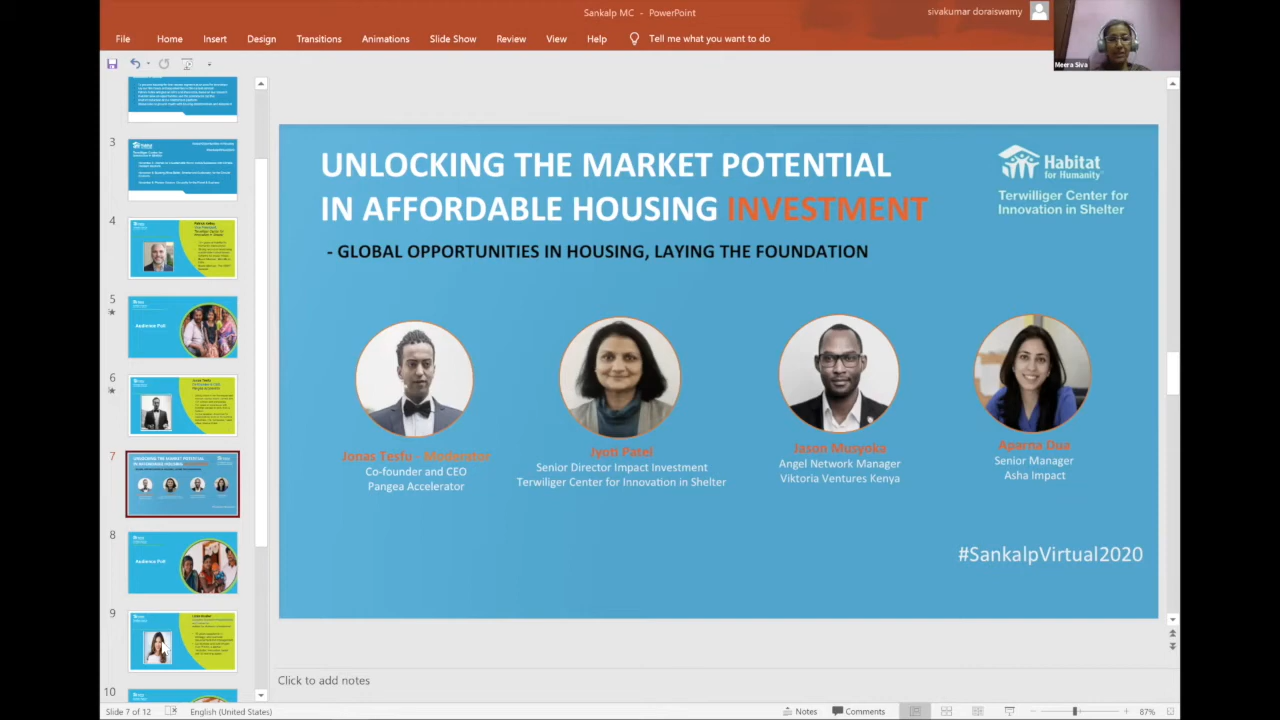 Sankalp MC - PowerPoint
sivakumar doraiswamy
Meera Siva
File Home Insert Design Transitions Animations Slide Show Review View Help Tell me what you want to do
3
4
5
Audience Poll
6
7
8
Audience Poll
9
10
UNLOCKING THE MARKET POTENTIAL
IN AFFORDABLE HOUSING INVESTMENT
- GLOBAL OPPORTUNITIES IN HOUSING, LAYING THE FOUNDATION
Habitat
for Humanity
Terwilliger Center for
Innovation in Shelter
Jonas Tesfu - Moderator
Co-founder and CEO
Pangea Accelerator
Jyoti Patel
Senior Director Impact Investment
Terwilliger Center for Innovation in Shelter
Jason Musyoka
Angel Network Manager
Viktoria Ventures Kenya
Aparna Dua
Senior Manager
Asha Impact
#SankalpVirtual2020
Click to add notes
Slide 7 of 12 English (United States) Notes Comments 87%